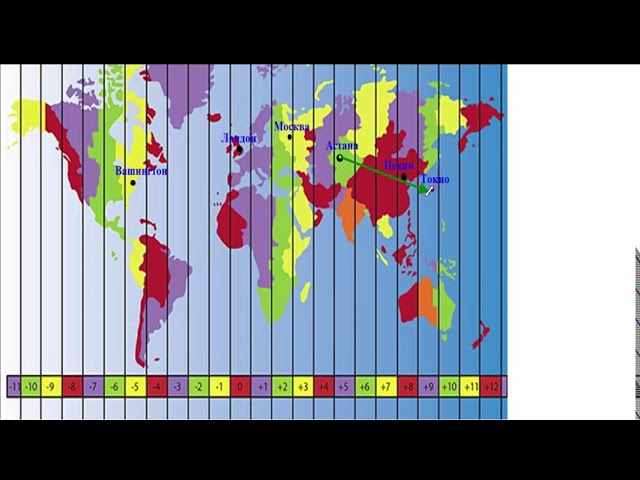 Москва
Лондон
Астана
Вашингтон
Пекин
Токио
-11 -10 -9 -8 -7 -6 -5 -4 -3 -2 -1 0 +1 +2 +3 +4 +5 +6 +7 +8 +9 +10 +11 +12